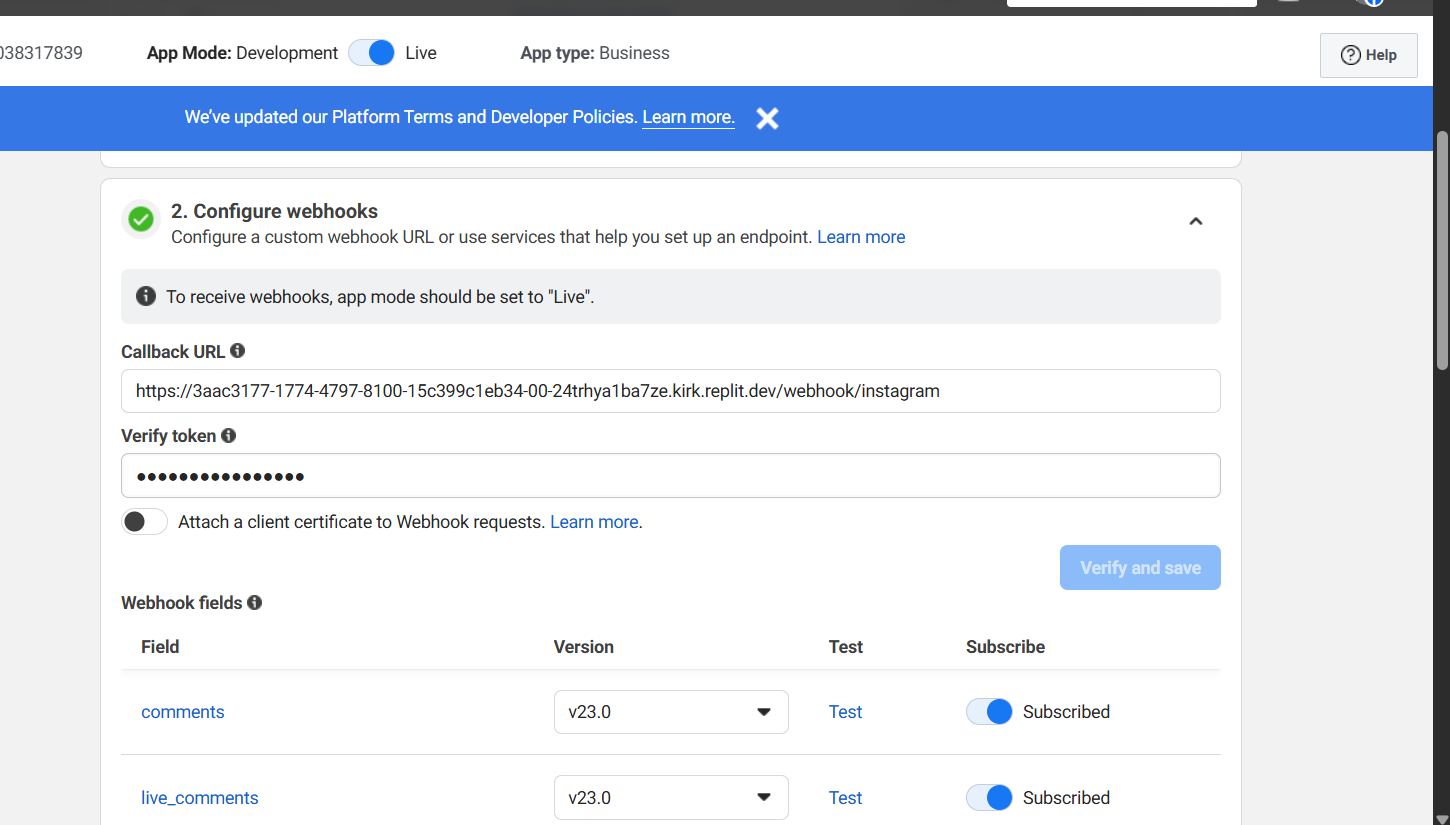 038317839 App Mode: Development Live App type: Business Help
We’ve updated our Platform Terms and Developer Policies. Learn more.
2. Configure webhooks
Configure a custom webhook URL or use services that help you set up an endpoint. Learn more
To receive webhooks, app mode should be set to "Live".
Callback URL
https://3aac3177-1774-4797-8100-15c399c1eb34-00-24trhya1ba7ze.kirk.replit.dev/webhook/instagram
Verify token
••••••••••••••••
Attach a client certificate to Webhook requests. Learn more.
Verify and save
Webhook fields
Field Version Test Subscribe
comments v23.0 Test Subscribed
live_comments v23.0 Test Subscribed